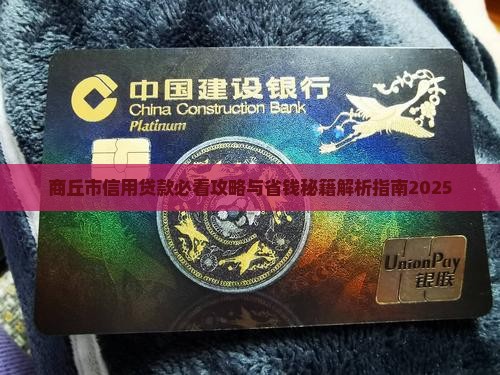 中国建设银行
China Construction Bank
Platinum
商丘市信用贷款必看攻略与省钱秘籍解析指南2025
UnionPay
银联